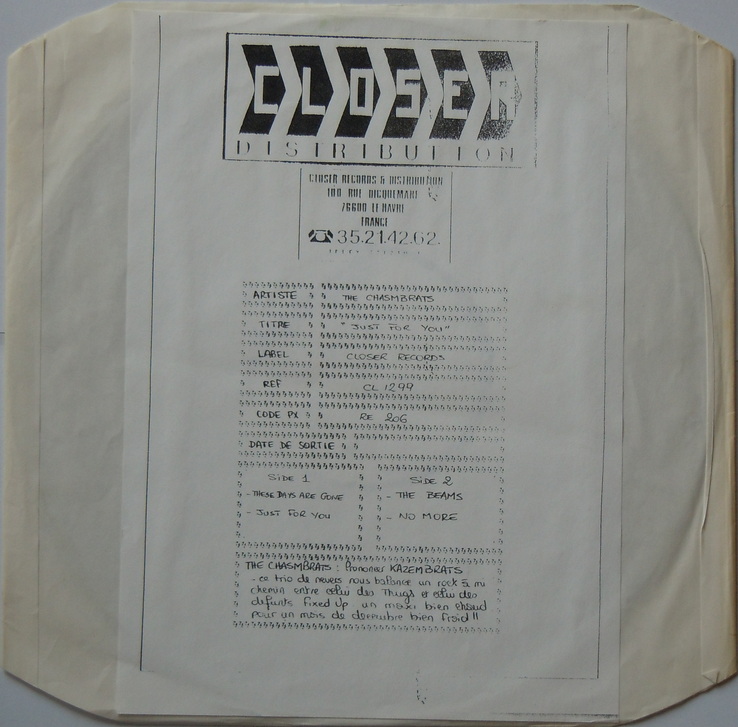 CLOSER
DISTRIBUTION
CLOSER RECORDS & DISTRIBUTION
100 RUE DICQUEMARE
76600 LE HAVRE
FRANCE
☎ 35.21.42.62.
ARTISTE THE CHASMBRATS
TITRE "JUST FOR YOU"
LABEL CLOSER RECORDS
REF CL 1299
CODE PX RE 206
DATE DE SORTIE
SIDE 1
- THESE DAYS ARE GONE
- JUST FOR YOU
SIDE 2
- THE BEAMS
- NO MORE
THE CHASMBRATS : Prononcer KAZEMBRATS
- ce trio de nevers nous balance un rock à mi
chemin entre celui des Thugs et celui des
défunts Fixed Up un maxi bien chaud
pour un mois de décembre bien froid !!